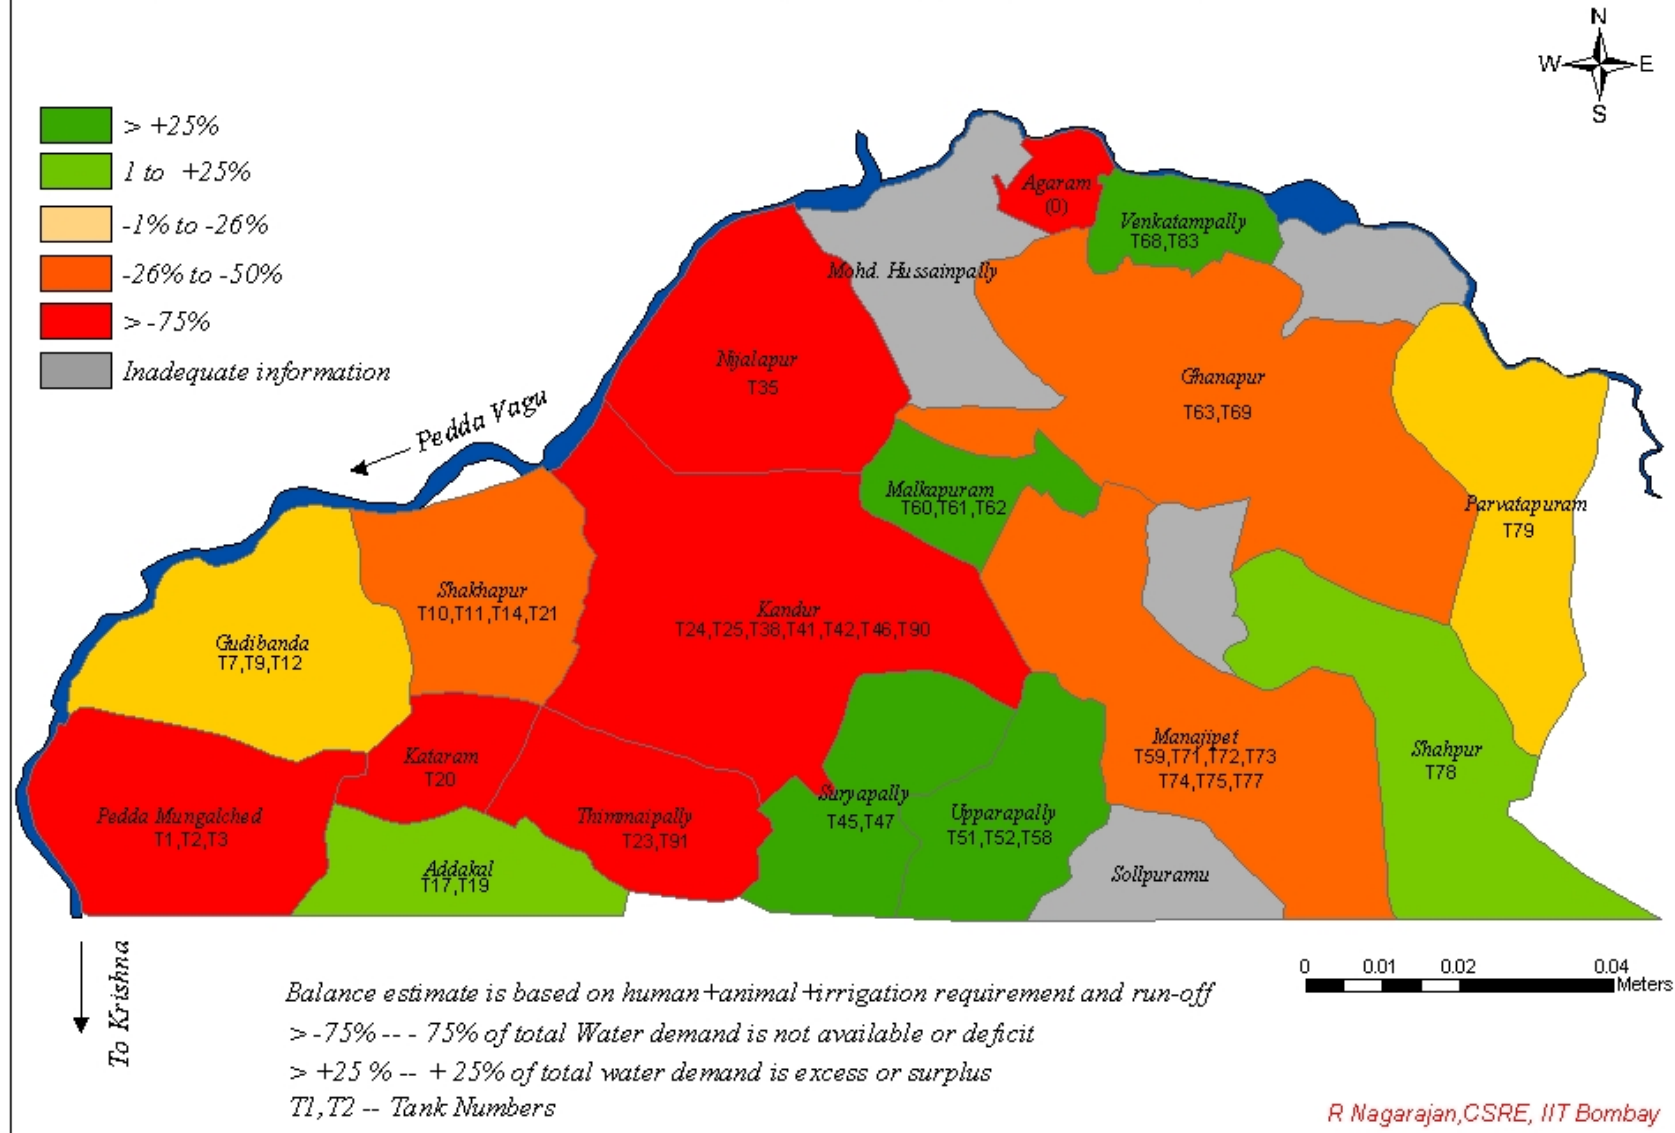 N
W E
S
> +25%
1 to +25%
-1% to -26%
-26% to -50%
> -75%
Inadequate information
Pedda Vagu
Agaram
(0)
Venkatampally
T68,T83
Mohd. Hussainpally
Nijalapur
T35
Ghanapur
T63,T69
Malkapuram
T60,T61,T62
Parvatapuram
T79
Shakhapur
T10,T11,T14,T21
Kandur
T24,T25,T38,T41,T42,T46,T90
Gudibanda
T7,T9,T12
Kataram
T20
Manajipet
T59,T71,T72,T73
T74,T75,T77
Shahpur
T78
Pedda Mungalched
T1,T2,T3
Thimmaipally
T23,T91
Suryapally
T45,T47
Upparapally
T51,T52,T58
Addakal
T17,T19
Sollpuramu
To Krishna
0 0.01 0.02 0.04
Meters
Balance estimate is based on human+animal+irrigation requirement and run-off
> -75% -- - 75% of total Water demand is not available or deficit
> +25 % -- + 25% of total water demand is excess or surplus
T1,T2 -- Tank Numbers
R Nagarajan,CSRE, IIT Bombay